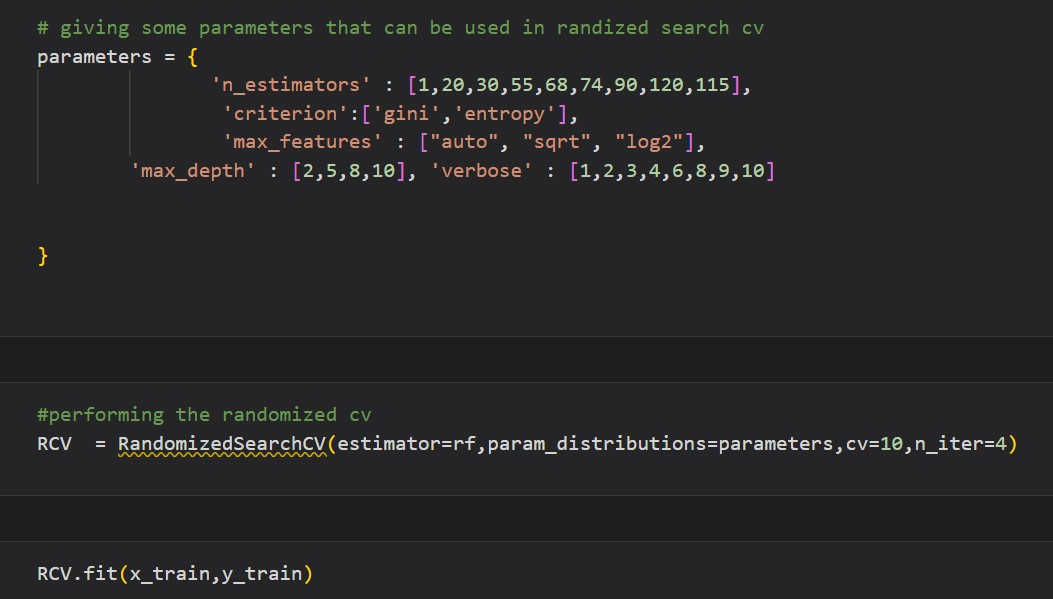 # giving some parameters that can be used in randized search cv
parameters = {
'n_estimators' : [1,20,30,55,68,74,90,120,115],
'criterion':['gini','entropy'],
'max_features' : ["auto", "sqrt", "log2"],
'max_depth' : [2,5,8,10], 'verbose' : [1,2,3,4,6,8,9,10]
}
#performing the randomized cv
RCV  = RandomizedSearchCV(estimator=rf,param_distributions=parameters,cv=10,n_iter=4)
RCV.fit(x_train,y_train)